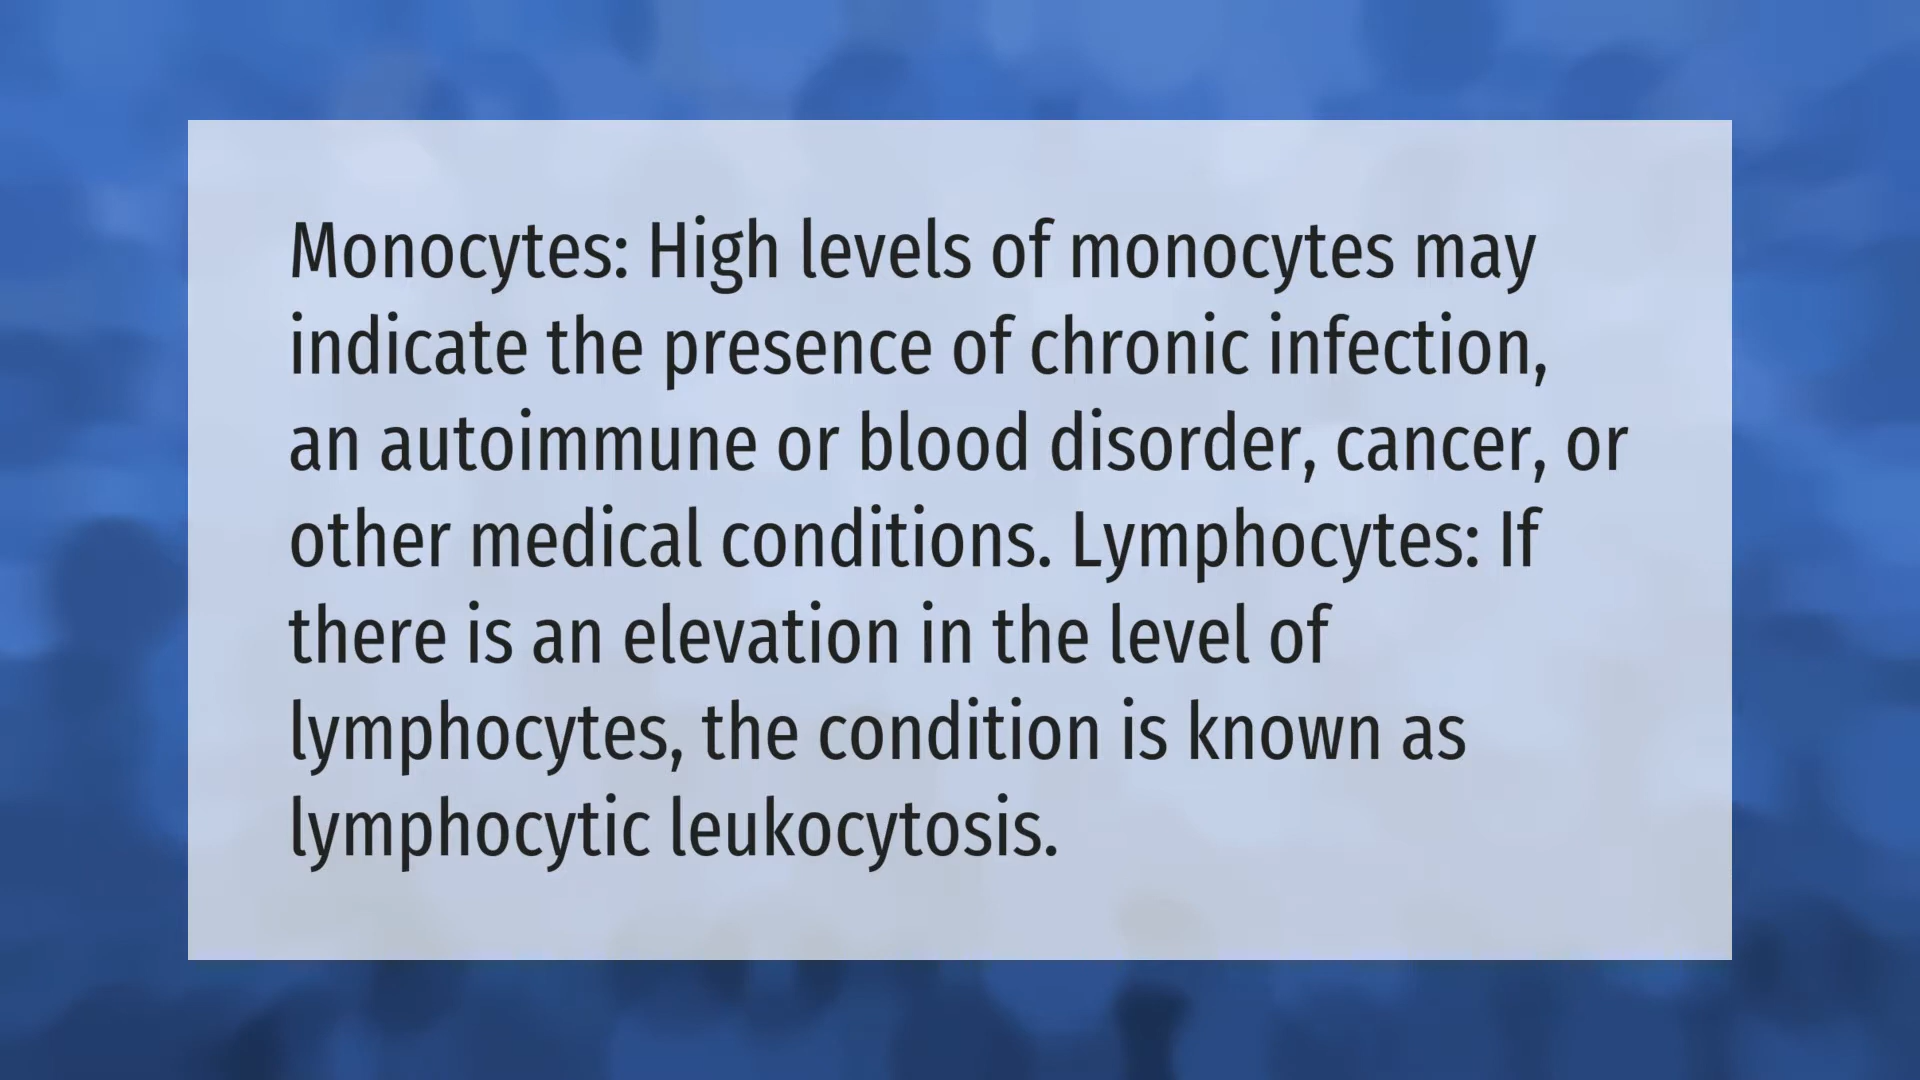 Monocytes: High levels of monocytes may
indicate the presence of chronic infection,
an autoimmune or blood disorder, cancer, or
other medical conditions. Lymphocytes: If
there is an elevation in the level of
lymphocytes, the condition is known as
lymphocytic leukocytosis.